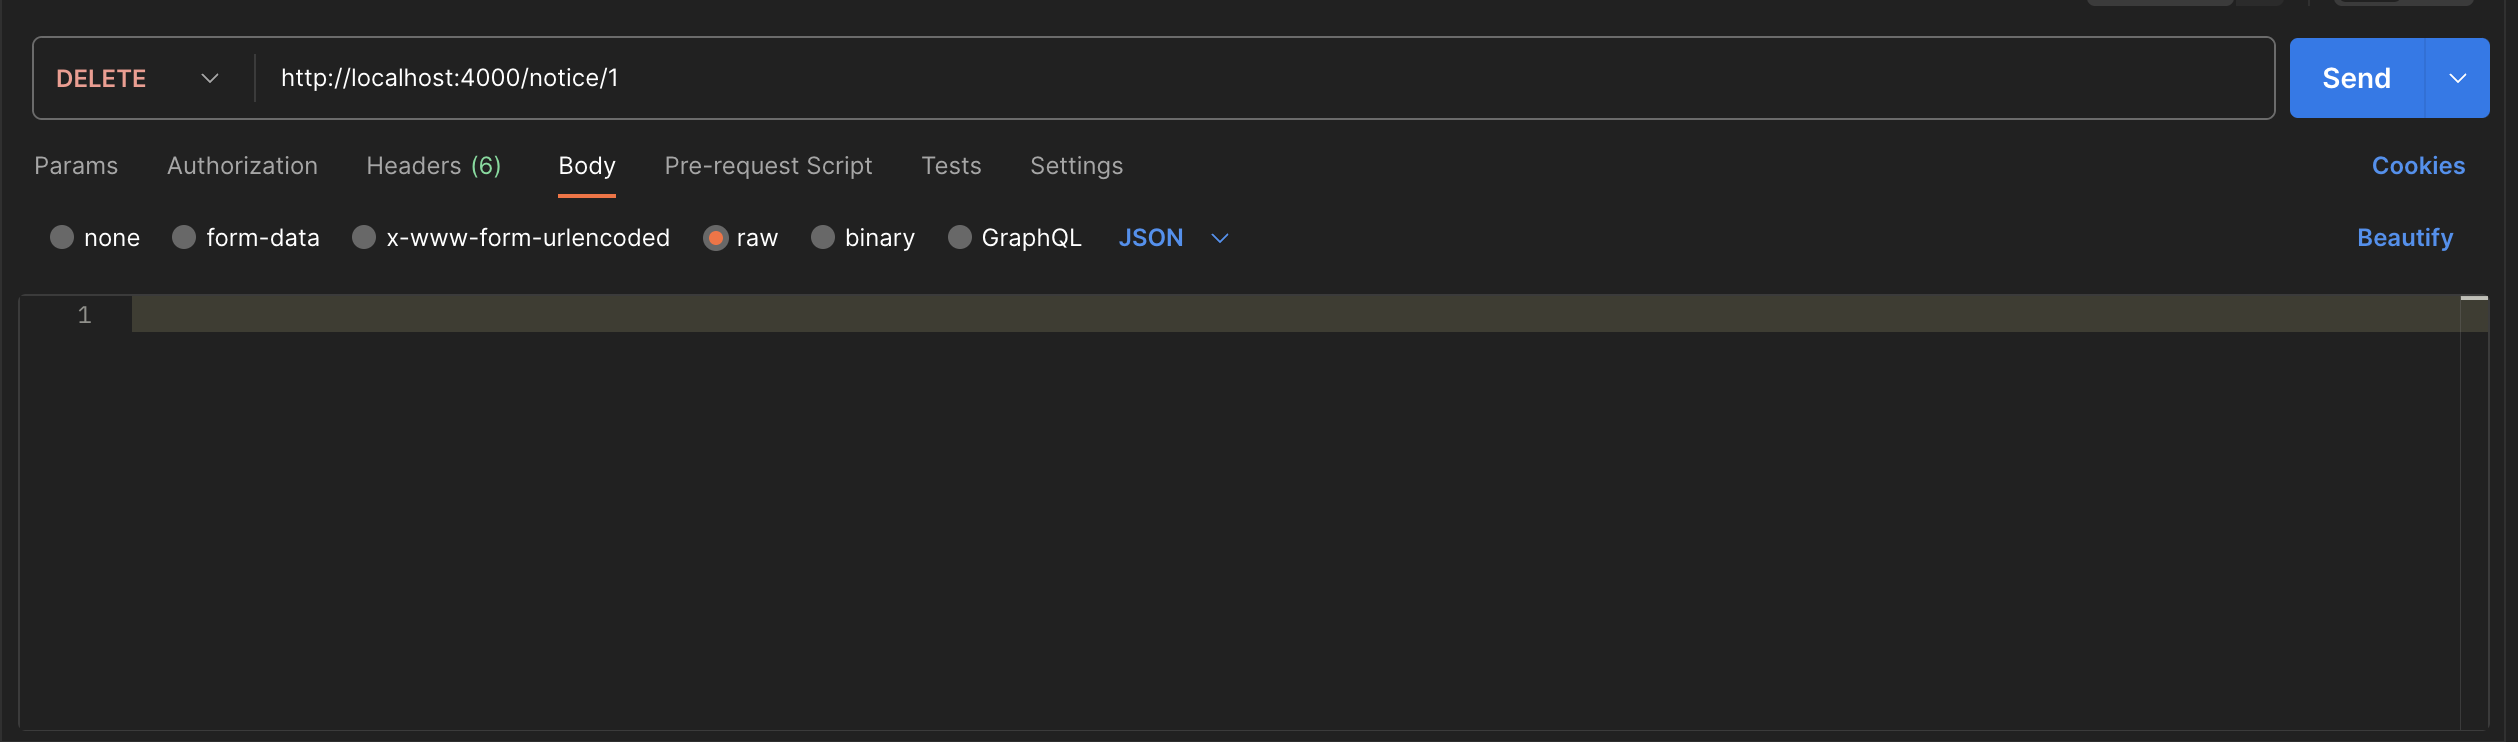 DELETE http://localhost:4000/notice/1 Send
Params Authorization Headers (6) Body Pre-request Script Tests Settings Cookies
none form-data x-www-form-urlencoded raw binary GraphQL JSON Beautify
1